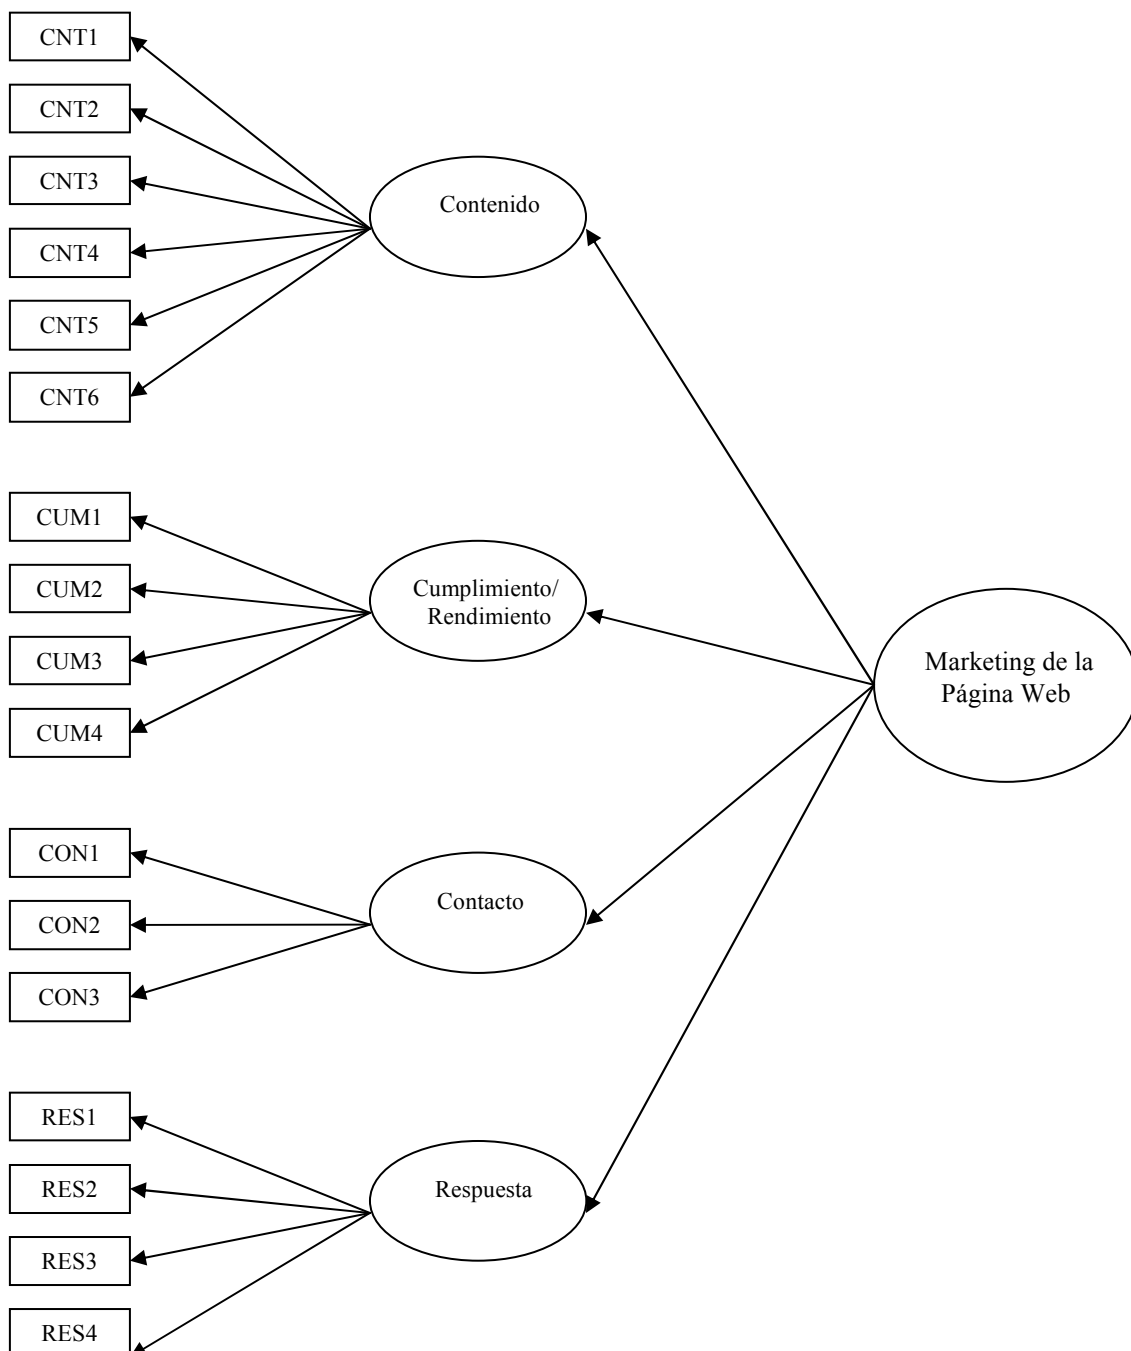 CNT1
CNT2
CNT3
Contenido
CNT4
CNT5
CNT6
CUM1
CUM2
Cumplimiento/
Rendimiento
CUM3
CUM4
Marketing de la
Página Web
CON1
CON2
Contacto
CON3
RES1
RES2
Respuesta
RES3
RES4